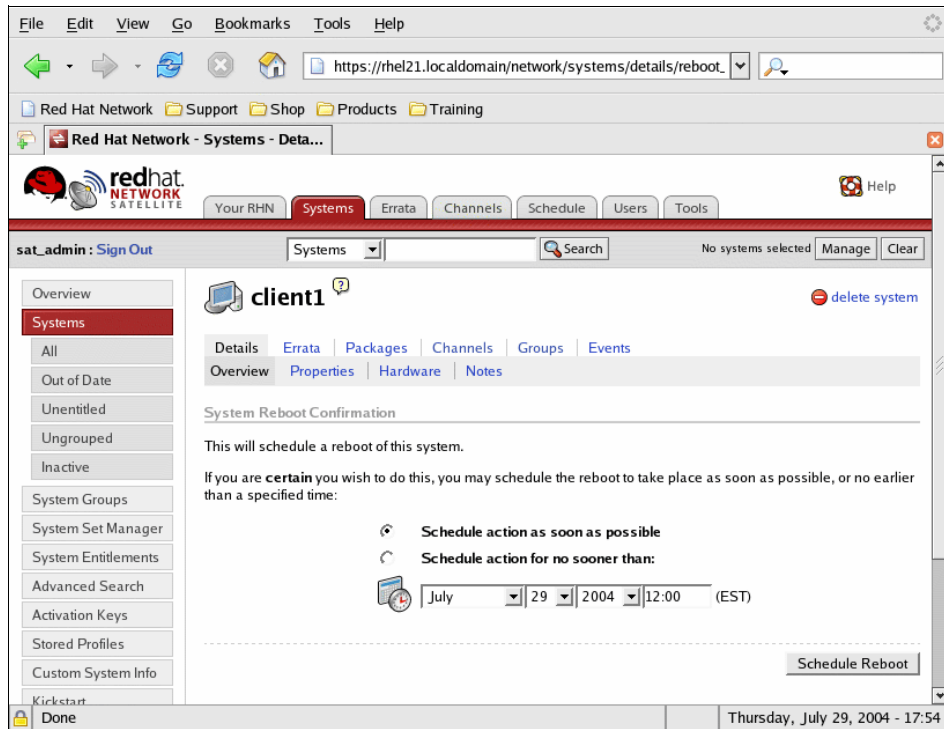 File Edit View Go Bookmarks Tools Help
https://rhel21.localdomain/network/systems/details/reboot_
Red Hat Network Support Shop Products Training
Red Hat Network - Systems - Deta...
redhat.
NETWORK
SATELLITE
Help
Your RHN Systems Errata Channels Schedule Users Tools
sat_admin : Sign Out Systems Search No systems selected Manage Clear
Overview
Systems
All
Out of Date
Unentitled
Ungrouped
Inactive
System Groups
System Set Manager
System Entitlements
Advanced Search
Activation Keys
Stored Profiles
Custom System Info
Kickstart
client1 ? delete system
Details Errata Packages Channels Groups Events
Overview Properties Hardware Notes
System Reboot Confirmation
This will schedule a reboot of this system.
If you are certain you wish to do this, you may schedule the reboot to take place as soon as possible, or no earlier
than a specified time:
Schedule action as soon as possible
Schedule action for no sooner than:
July 29 2004 12:00 (EST)
Schedule Reboot
Done Thursday, July 29, 2004 - 17:54